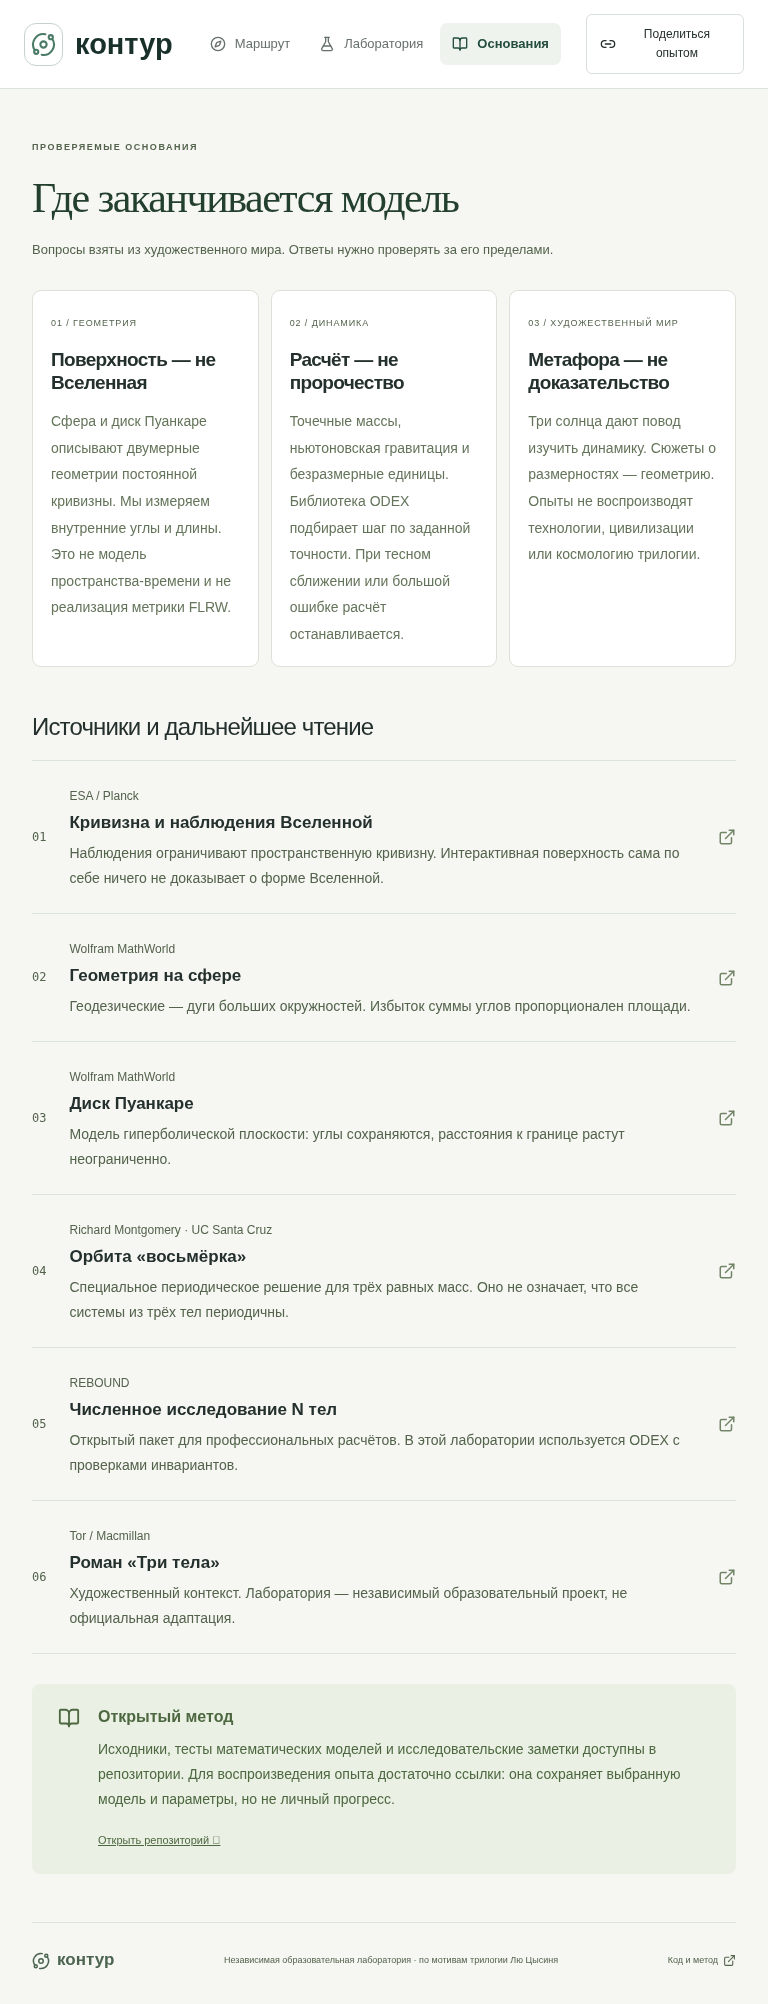 контур
Маршрут
Лаборатория
Основания
Поделиться
опытом
ПРОВЕРЯЕМЫЕ ОСНОВАНИЯ
Где заканчивается модель
Вопросы взяты из художественного мира. Ответы нужно проверять за его пределами.
01 / ГЕОМЕТРИЯ
Поверхность — не
Вселенная
Сфера и диск Пуанкаре
описывают двумерные
геометрии постоянной
кривизны. Мы измеряем
внутренние углы и длины.
Это не модель
пространства-времени и не
реализация метрики FLRW.
02 / ДИНАМИКА
Расчёт — не
пророчество
Точечные массы,
ньютоновская гравитация и
безразмерные единицы.
Библиотека ODEX
подбирает шаг по заданной
точности. При тесном
сближении или большой
ошибке расчёт
останавливается.
03 / ХУДОЖЕСТВЕННЫЙ МИР
Метафора — не
доказательство
Три солнца дают повод
изучить динамику. Сюжеты о
размерностях — геометрию.
Опыты не воспроизводят
технологии, цивилизации
или космологию трилогии.
Источники и дальнейшее чтение
01
ESA / Planck
Кривизна и наблюдения Вселенной
Наблюдения ограничивают пространственную кривизну. Интерактивная поверхность сама по
себе ничего не доказывает о форме Вселенной.
02
Wolfram MathWorld
Геометрия на сфере
Геодезические — дуги больших окружностей. Избыток суммы углов пропорционален площади.
03
Wolfram MathWorld
Диск Пуанкаре
Модель гиперболической плоскости: углы сохраняются, расстояния к границе растут
неограниченно.
04
Richard Montgomery · UC Santa Cruz
Орбита «восьмёрка»
Специальное периодическое решение для трёх равных масс. Оно не означает, что все
системы из трёх тел периодичны.
05
REBOUND
Численное исследование N тел
Открытый пакет для профессиональных расчётов. В этой лаборатории используется ODEX с
проверками инвариантов.
06
Tor / Macmillan
Роман «Три тела»
Художественный контекст. Лаборатория — независимый образовательный проект, не
официальная адаптация.
Открытый метод
Исходники, тесты математических моделей и исследовательские заметки доступны в
репозитории. Для воспроизведения опыта достаточно ссылки: она сохраняет выбранную
модель и параметры, но не личный прогресс.
Открыть репозиторий
контур
Независимая образовательная лаборатория · по мотивам трилогии Лю Цысиня
Код и метод